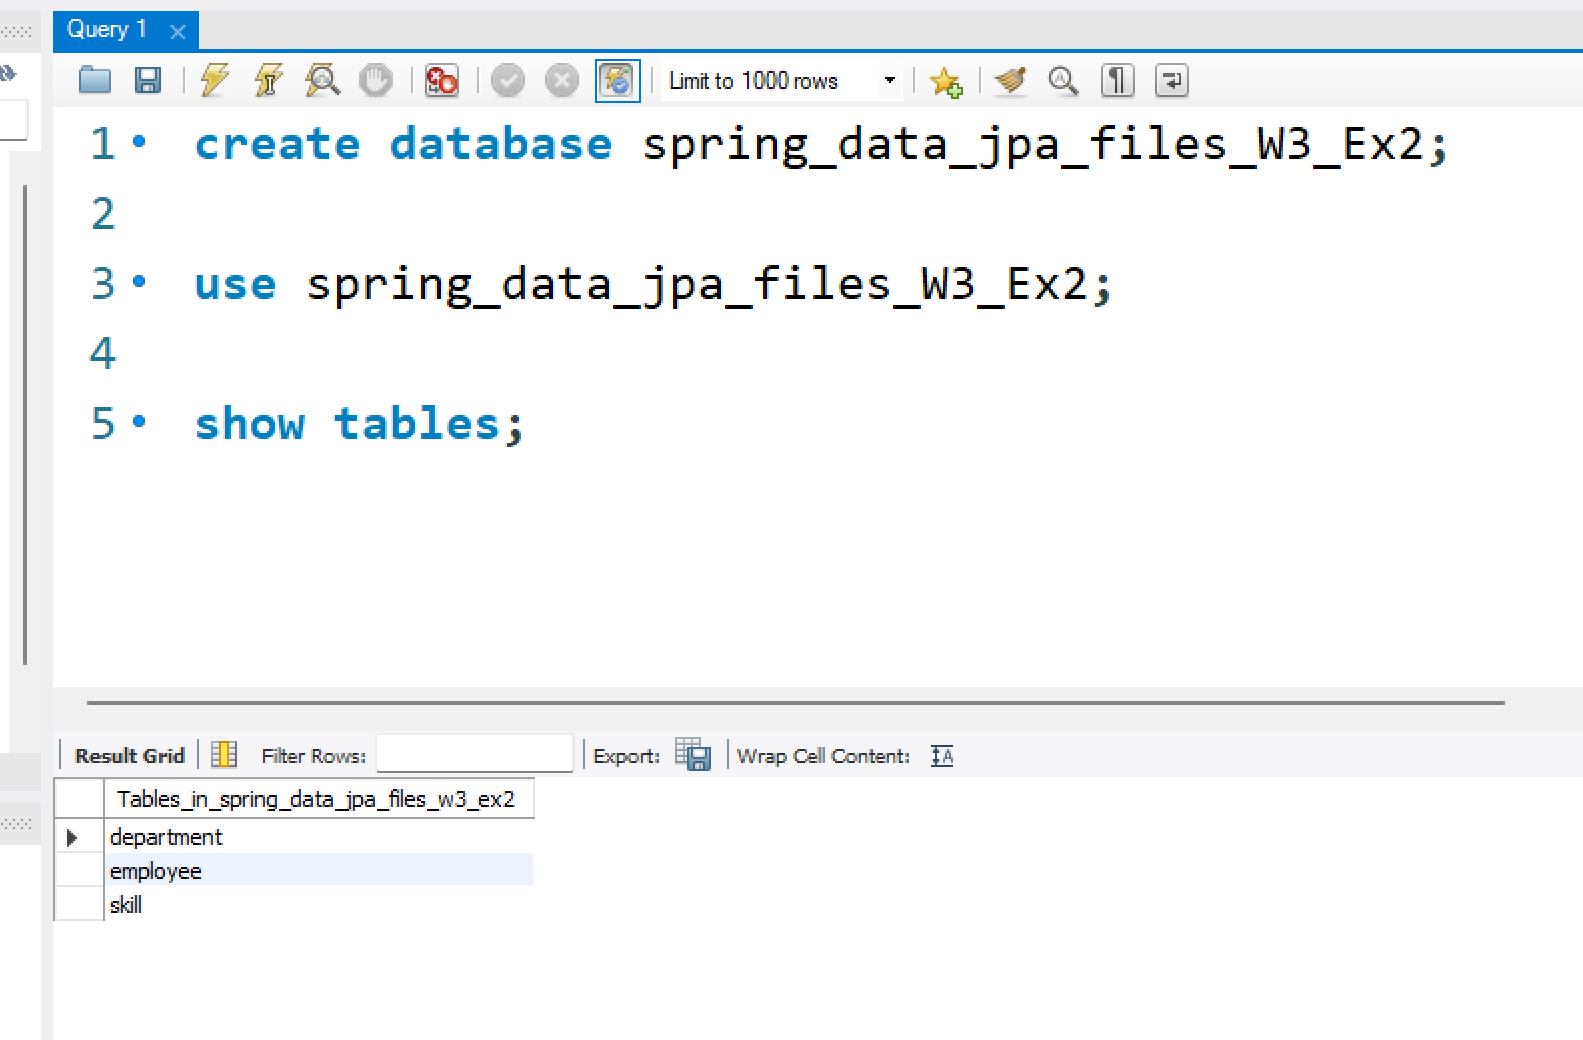 Query 1
Limit to 1000 rows
1 create database spring_data_jpa_files_W3_Ex2;
2
3 use spring_data_jpa_files_W3_Ex2;
4
5 show tables;
Result Grid Filter Rows: Export: Wrap Cell Content:
Tables_in_spring_data_jpa_files_w3_ex2
department
employee
skill